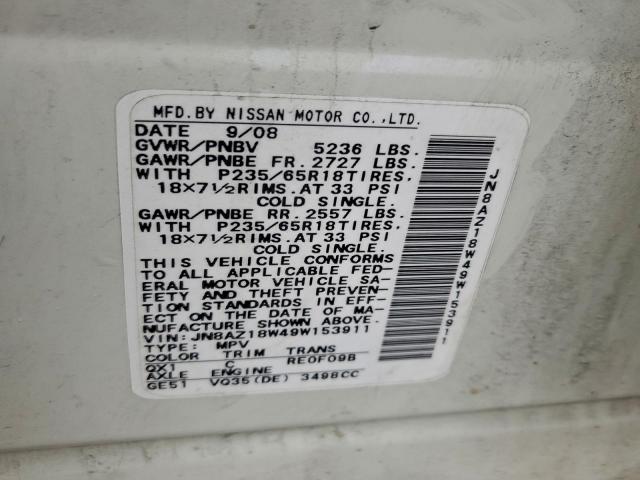 MFD.BY NISSAN MOTOR CO.,LTD.
DATE 9/08
GVWR/PNBV 5236 LBS.
GAWR/PNBE FR. 2727 LBS.
WITH P235/65R18TIRES,
18×7½RIMS.AT 33 PSI
COLD SINGLE.
GAWR/PNBE RR. 2557 LBS.
WITH P235/65R18TIRES,
18×7½RIMS.AT 33 PSI
COLD SINGLE.
THIS VEHICLE CONFORMS
TO ALL APPLICABLE FED-
ERAL MOTOR VEHICLE SA-
FETY AND THEFT PREVEN-
TION STANDARDS IN EFF-
ECT ON THE DATE OF MA-
NUFACTURE SHOWN ABOVE.
VIN:JN8AZ18W49W153911
TYPE: MPV
COLOR TRIM TRANS
QX1 C RE0F09B
AXLE ENGINE
GE51 VQ35(DE) 3498CC
JN8AZ18W49W153911